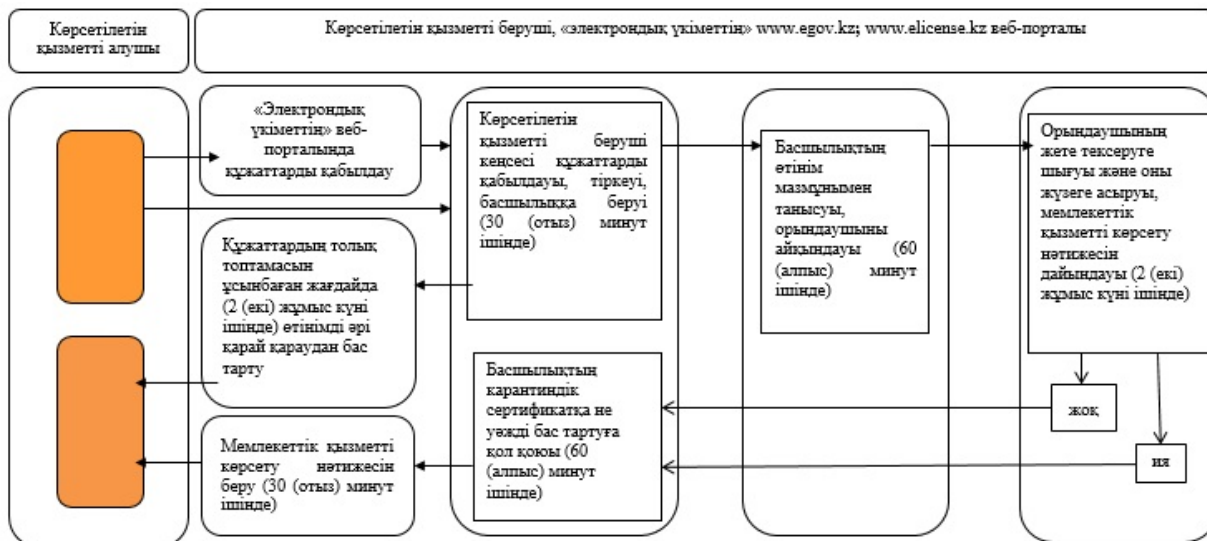 Көрсетілетін
қызметті алушы
Көрсетілетін қызметті беруші, «электрондық үкіметтің» www.egov.kz; www.elicense.kz веб-порталы
«Электрондық
үкіметтің» веб-
порталында
құжаттарды қабылдау
Көрсетілетін
қызметті беруші
кеңсесі құжаттарды
қабылдауы, тіркеуі,
басшылыққа беруі
(30 (отыз) минут
ішінде)
Басшылықтың
өтінім
мазмұнымен
танысуы,
орындаушыны
айқындауы (60
(алпыс) минут
ішінде)
Орындаушының
жете тексеруге
шығуы және оны
жүзеге асыруы,
мемлекеттік
қызметті көрсету
нәтижесін
дайындауы (2 (екі)
жұмыс күні ішінде)
Құжаттардың толық
топтамасын
ұсынбаған жағдайда
(2 (екі) жұмыс күні
ішінде) өтінімді әрі
қарай қараудан бас
тарту
Басшылықтың
карантиндік
сертификатқа не
уәжді бас тартуға
қол қоюы (60
(алпыс) минут
ішінде)
жоқ
ия
Мемлекеттік қызметті
көрсету нәтижесін
беру (30 (отыз) минут
ішінде)